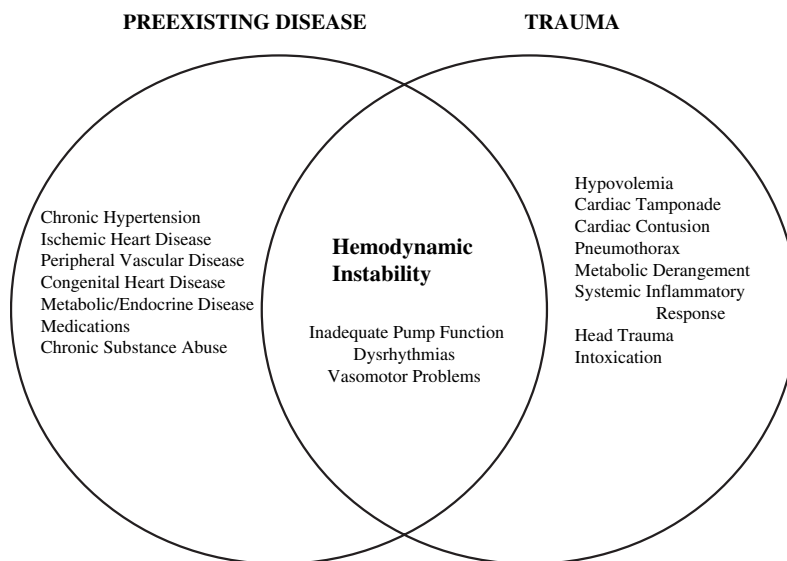 PREEXISTING DISEASE
TRAUMA
Chronic Hypertension
Ischemic Heart Disease
Peripheral Vascular Disease
Congenital Heart Disease
Metabolic/Endocrine Disease
Medications
Chronic Substance Abuse
Hemodynamic
Instability
Inadequate Pump Function
Dysrhythmias
Vasomotor Problems
Hypovolemia
Cardiac Tamponade
Cardiac Contusion
Pneumothorax
Metabolic Derangement
Systemic Inflammatory
Response
Head Trauma
Intoxication